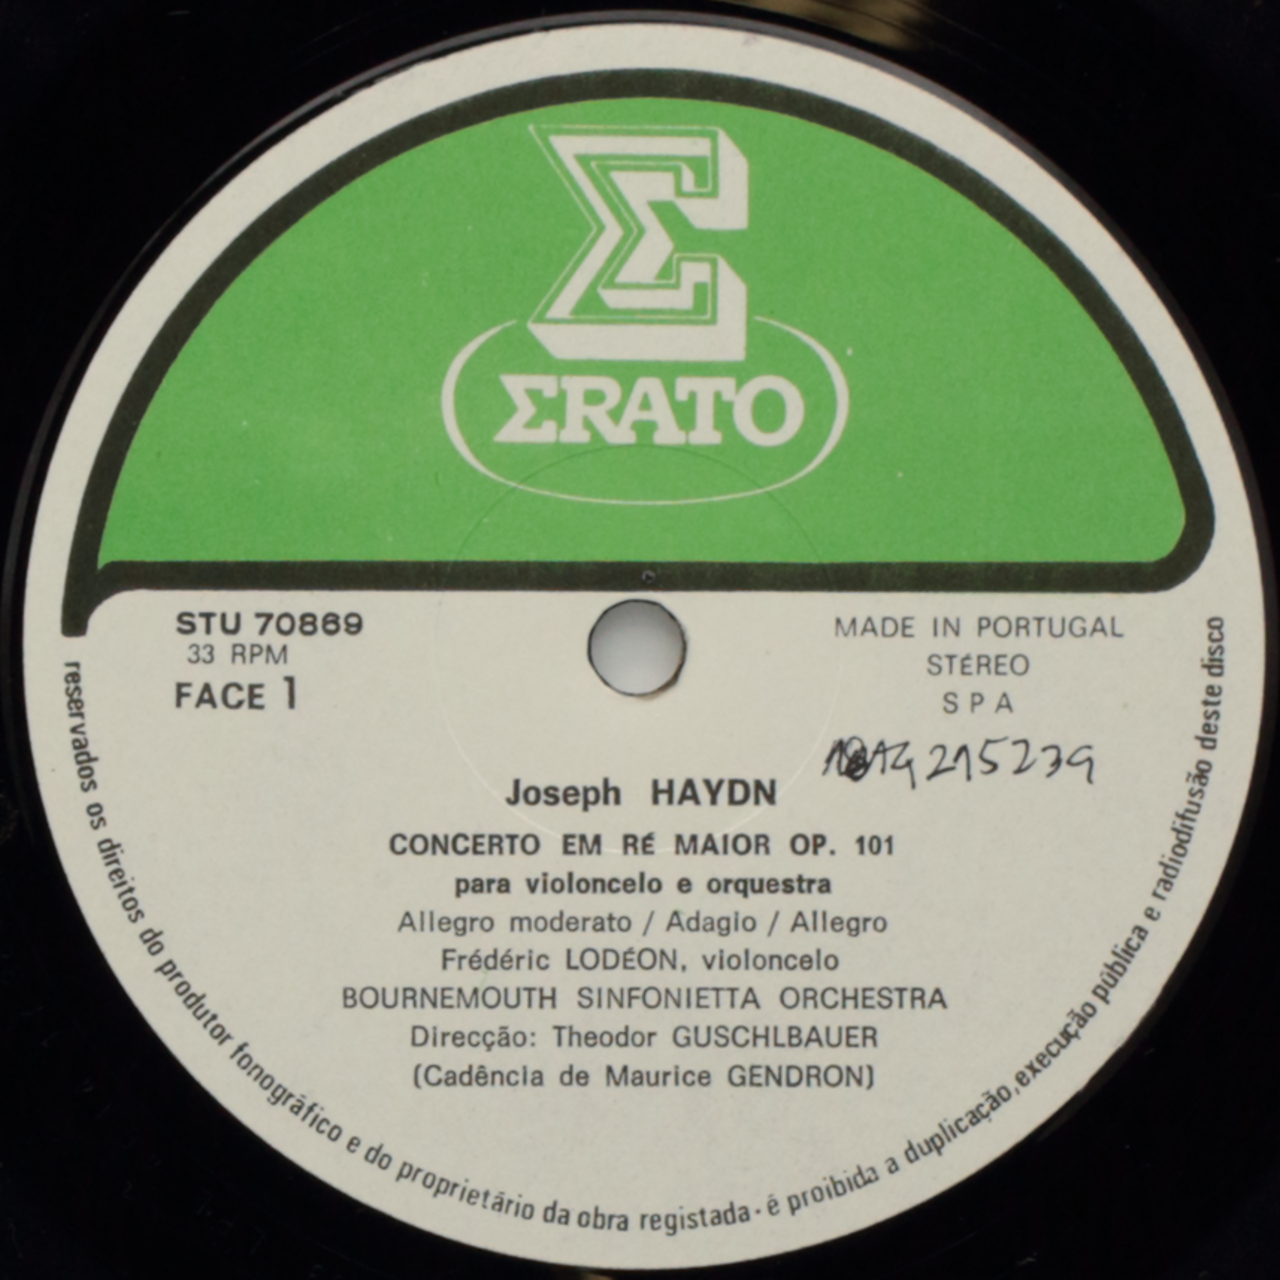 ΣRATO
STU 70869
33 RPM
FACE 1
MADE IN PORTUGAL
STÉREO
SPA
215239
Joseph HAYDN
CONCERTO EM RÉ MAIOR OP. 101
para violoncelo e orquestra
Allegro moderato / Adagio / Allegro
Frédéric LODÉON, violoncelo
BOURNEMOUTH SINFONIETTA ORCHESTRA
Direcção: Theodor GUSCHLBAUER
(Cadência de Maurice GENDRON)
reservados os direitos do produtor fonográfico e do proprietário da obra registada · é proibida a duplicação, execução pública e radiodifusão deste disco